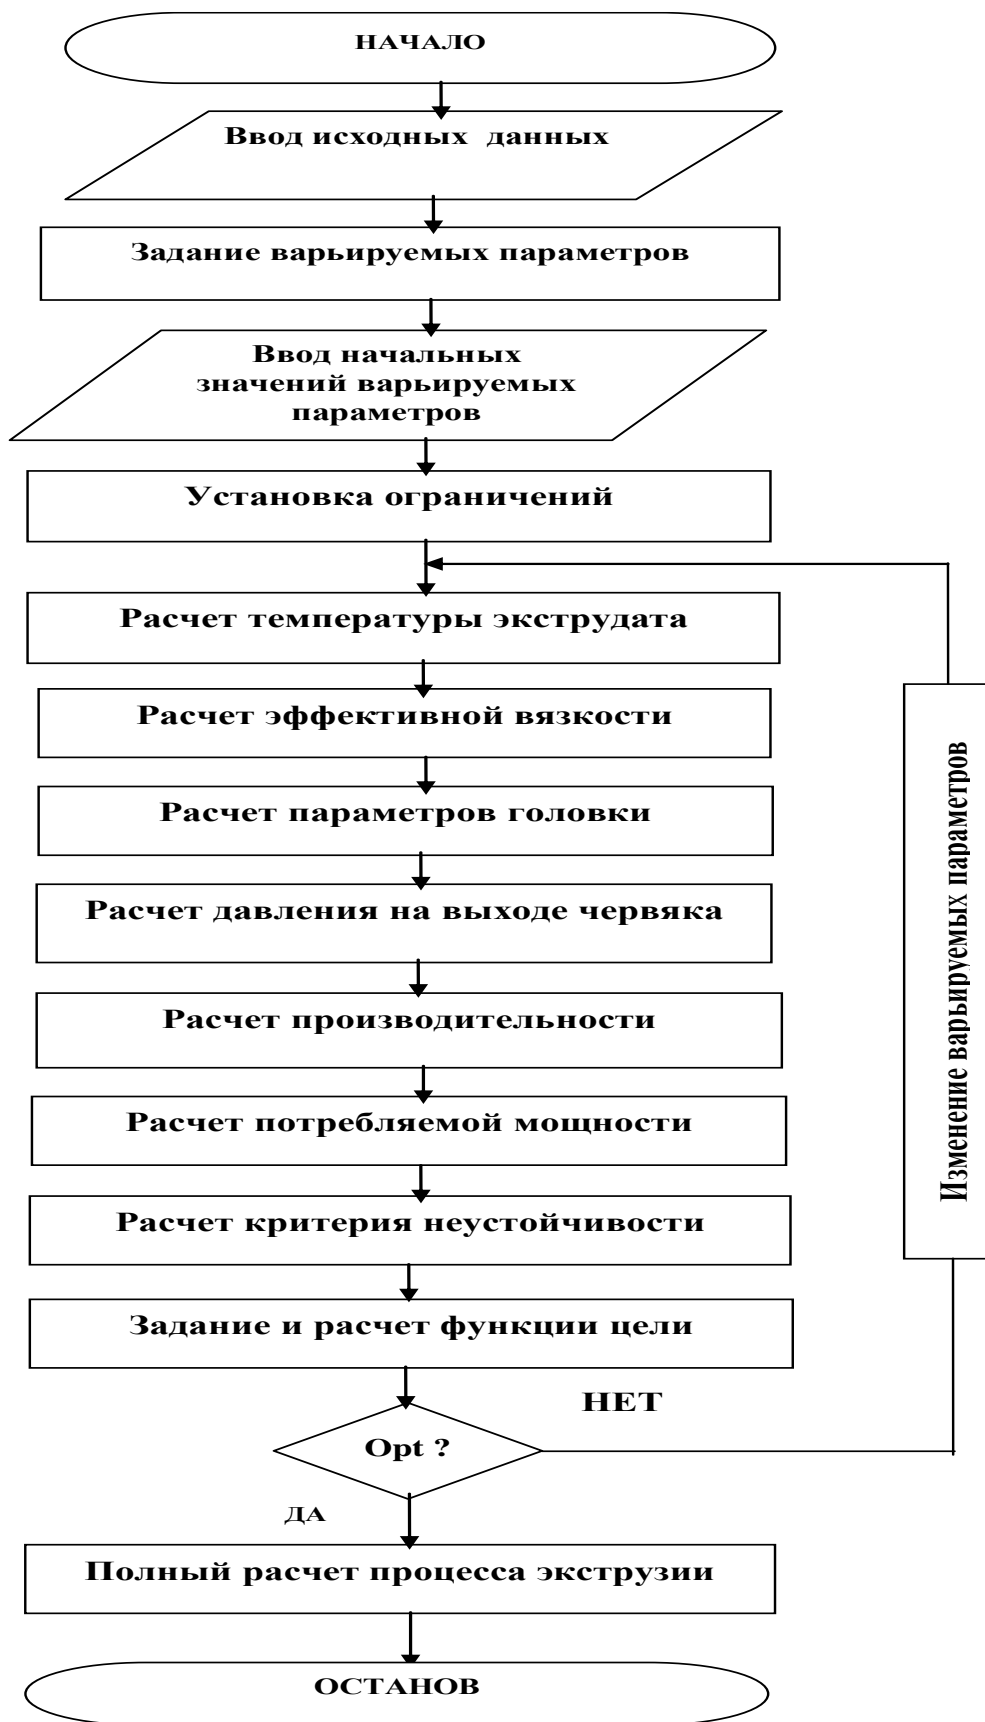 НАЧАЛО
Ввод исходных данных
Задание варьируемых параметров
Ввод начальных
значений варьируемых
параметров
Установка ограничений
Расчет температуры экструдата
Расчет эффективной вязкости
Расчет параметров головки
Расчет давления на выходе червяка
Расчет производительности
Расчет потребляемой мощности
Расчет критерия неустойчивости
Задание и расчет функции цели
НЕТ
Opt ?
ДА
Полный расчет процесса экструзии
ОСТАНОВ
Изменение варьируемых параметров